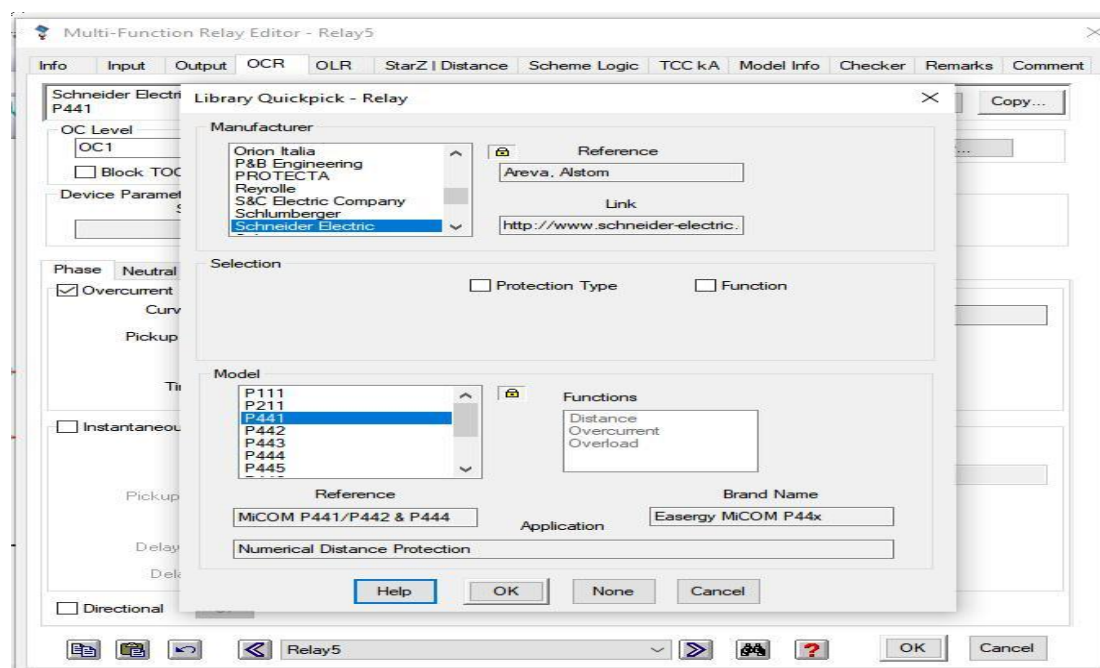 Multi-Function Relay Editor - Relay5
Info Input Output OCR OLR StarZ | Distance Scheme Logic TCC kA Model Info Checker Remarks Comment
Schneider Electri
P441
Copy...
OC Level
OC1
...
Block TOC
Device Paramet
Phase Neutral
Overcurrent
Curv
Pickup
Ti
Instantaneou
Pickup
Delay
Dela
Directional
Library Quickpick - Relay
Manufacturer
Orion Italia
P&B Engineering
PROTECTA
Reyrolle
S&C Electric Company
Schlumberger
Schneider Electric
Reference
Areva, Alstom
Link
http://www.schneider-electric.
Selection
Protection Type Function
Model
P111
P211
P441
P442
P443
P444
P445
Functions
Distance
Overcurrent
Overload
Reference
MiCOM P441/P442 & P444
Brand Name
Easergy MiCOM P44x
Application
Numerical Distance Protection
Help OK None Cancel
Relay5
OK Cancel